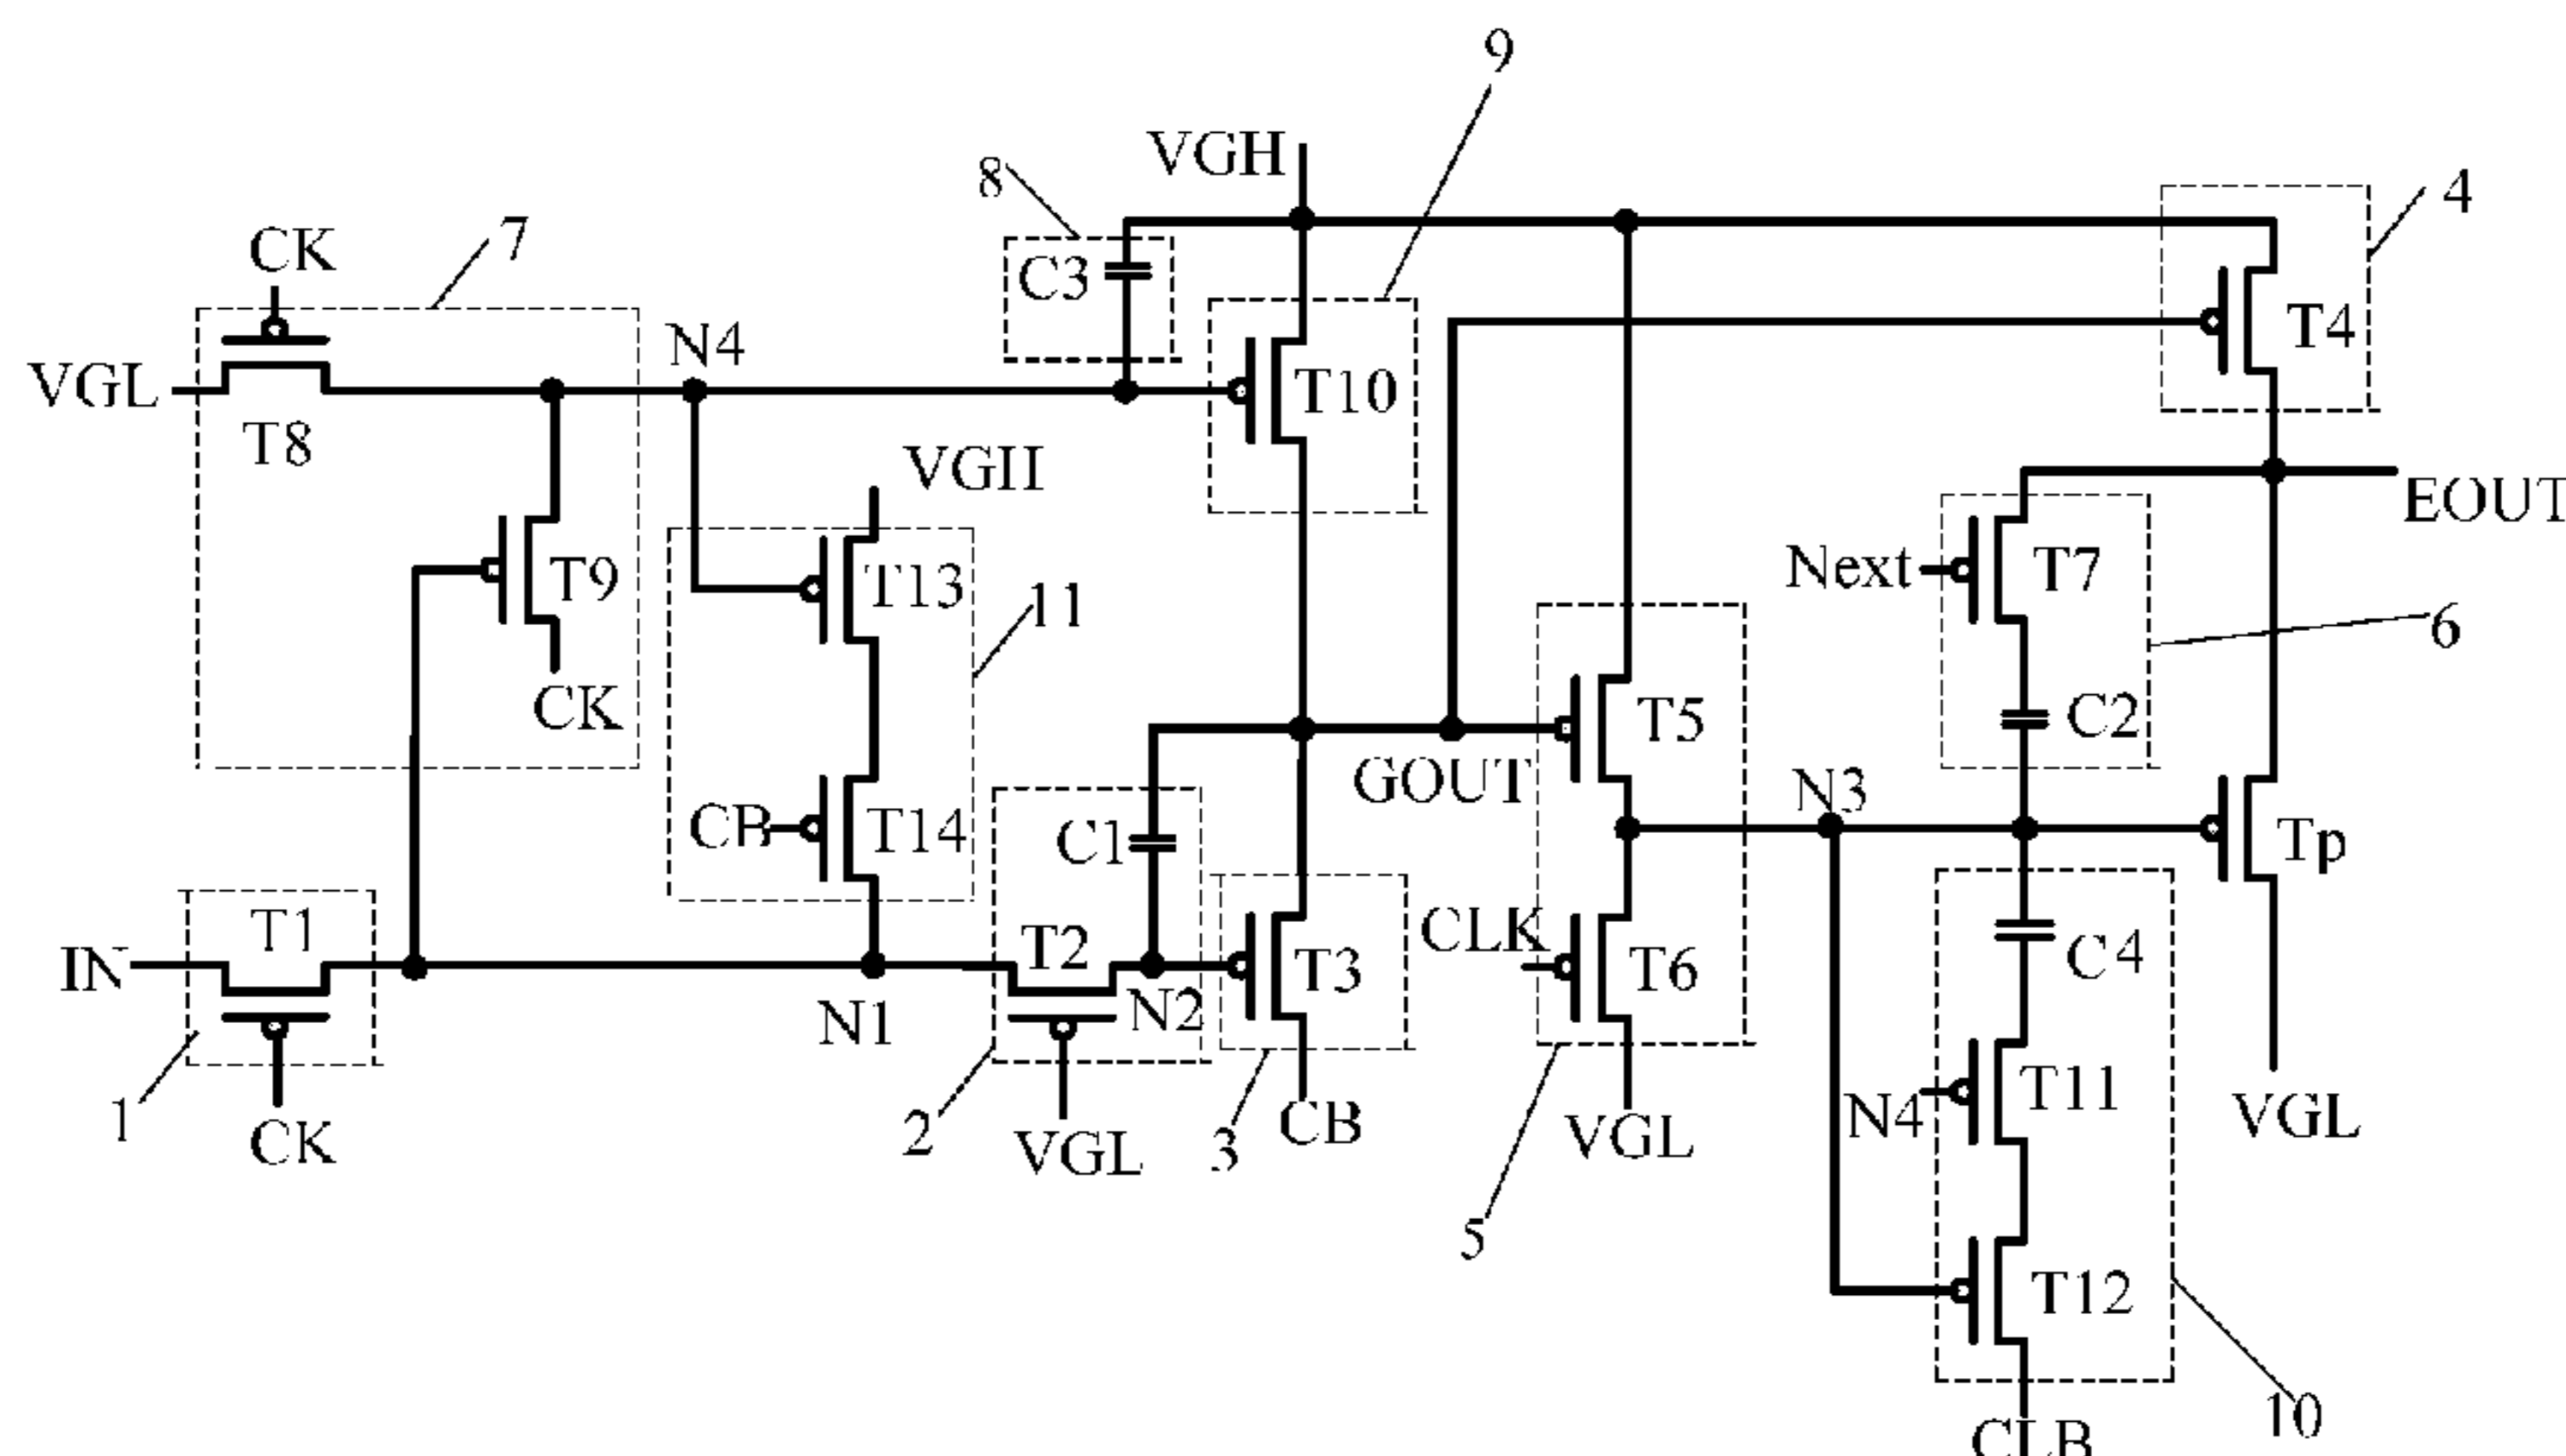 9
VGH
8
4
CK
7
C3
N4
T4
VGL
T10
T8
VGII
EOUT
T9
T13
Next
T7
11
6
CK
T5
C2
GOUT
N3
CB
T14
C1
Tp
T1
CLK
IN
T2
T3
T6
C4
N1
N2
T11
1
CK
2
VGL
3
CB
VGL
N4
VGL
5
T12
10
CLB